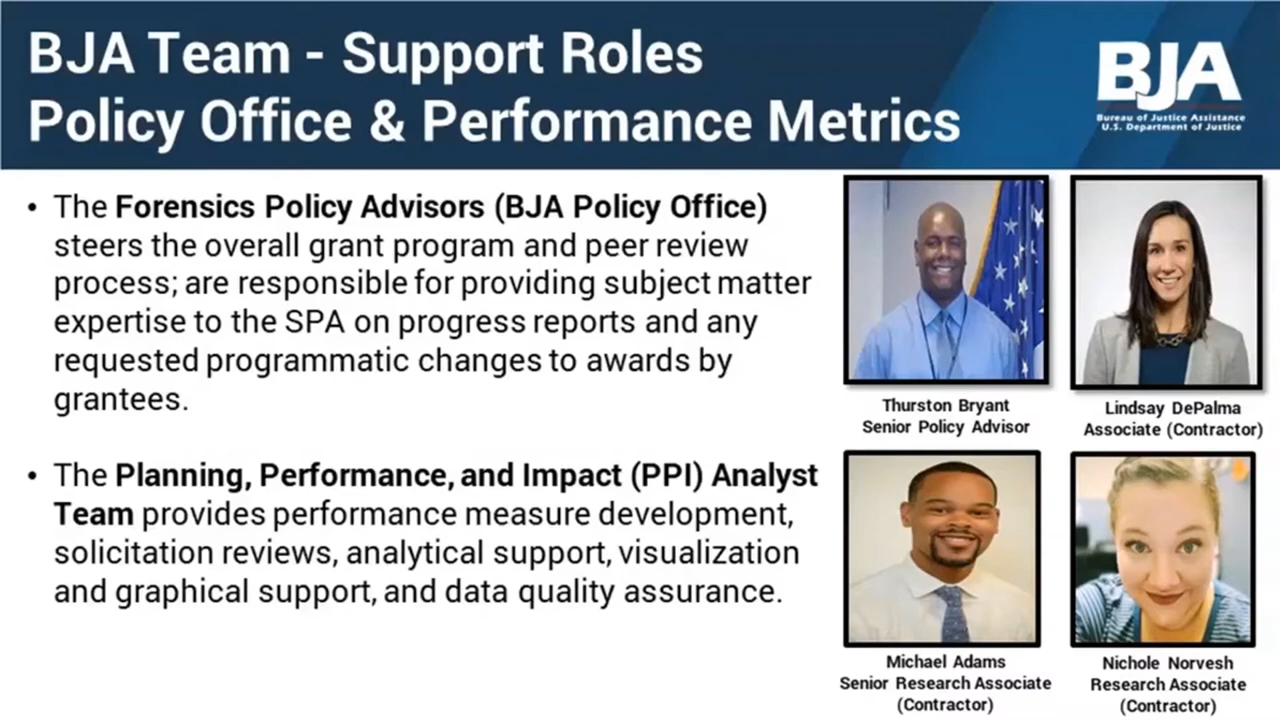 BJA Team - Support Roles
Policy Office & Performance Metrics
BJA
Bureau of Justice Assistance
U.S. Department of Justice
• The Forensics Policy Advisors (BJA Policy Office)
steers the overall grant program and peer review
process; are responsible for providing subject matter
expertise to the SPA on progress reports and any
requested programmatic changes to awards by
grantees.
• The Planning, Performance, and Impact (PPI) Analyst
Team provides performance measure development,
solicitation reviews, analytical support, visualization
and graphical support, and data quality assurance.
Thurston Bryant
Senior Policy Advisor
Lindsay DePalma
Associate (Contractor)
Michael Adams
Senior Research Associate
(Contractor)
Nichole Norvesh
Research Associate
(Contractor)